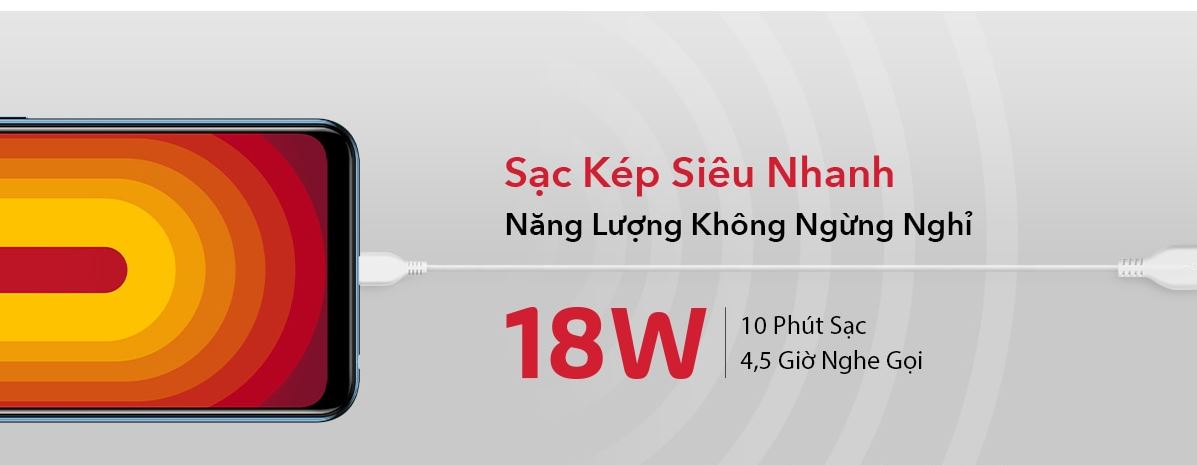 Sạc Kép Siêu Nhanh
Năng Lượng Không Ngừng Nghỉ
18W
10 Phút Sạc
4,5 Giờ Nghe Gọi